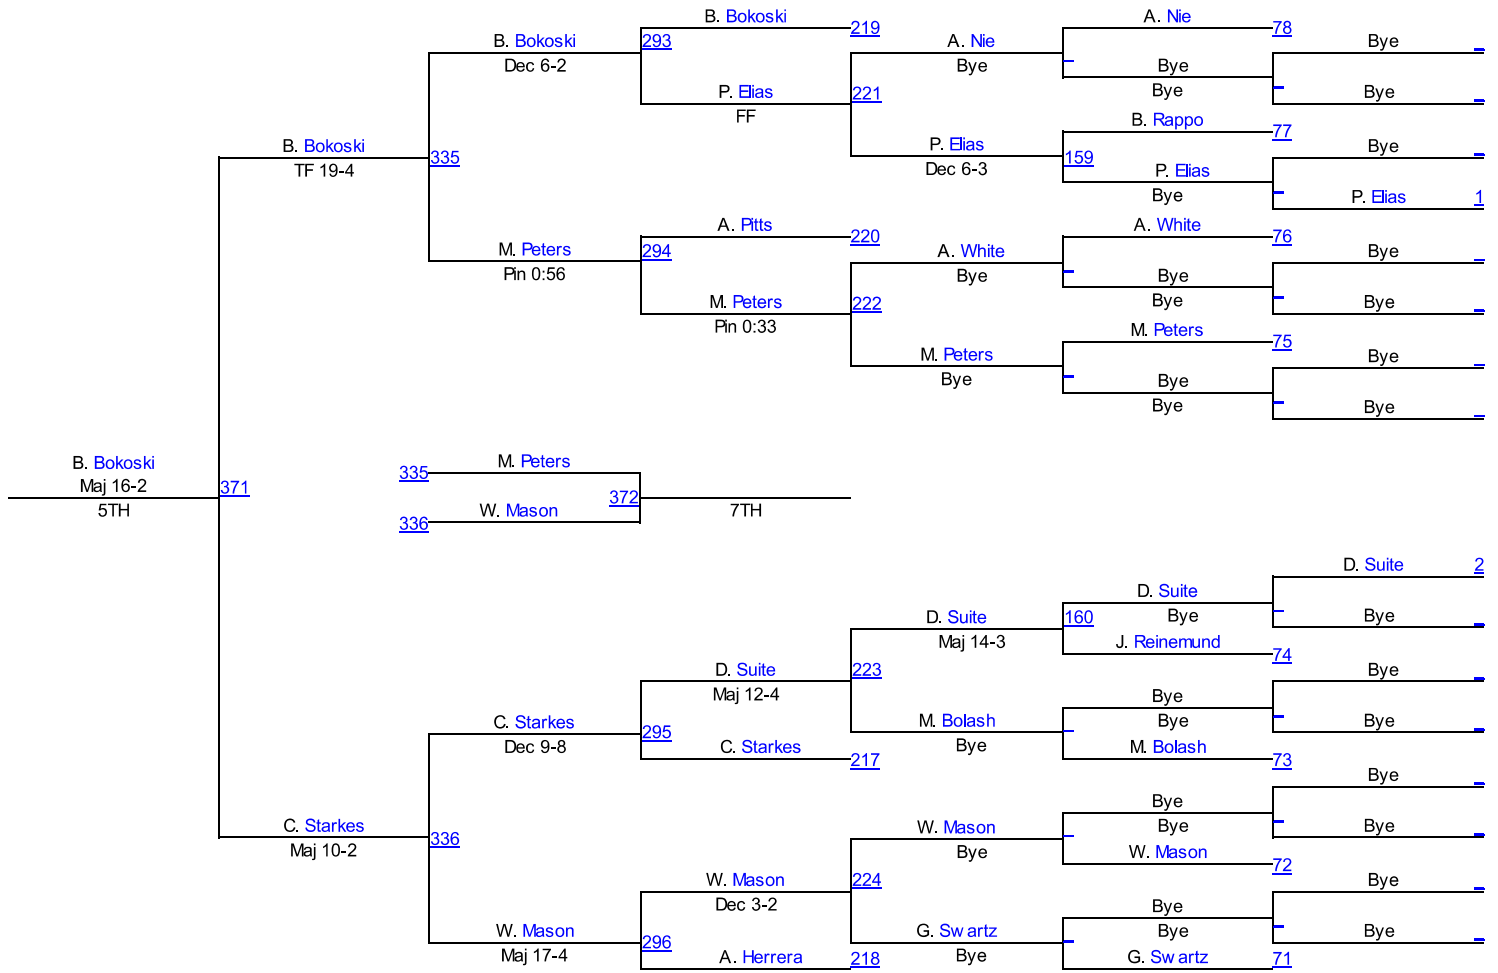 B. Bokoski
219
A. Nie
78
B. Bokoski
293
A. Nie
Bye
Dec 6-2
Bye
Bye
Bye
P. Elias
221
Bye
FF
B. Rappo
77
B. Bokoski
335
P. Elias
159
Bye
TF 19-4
Dec 6-3
P. Elias
Bye
P. Elias
1
A. Pitts
220
A. White
76
M. Peters
294
A. White
Bye
Pin 0:56
Bye
Bye
Bye
M. Peters
222
Bye
Pin 0:33
M. Peters
75
M. Peters
Bye
Bye
Bye
Bye
Bye
B. Bokoski
Maj 16-2
371
5TH
335
M. Peters
372
7TH
336
W. Mason
D. Suite
2
D. Suite
Bye
D. Suite
160
Bye
Maj 14-3
J. Reinemund
74
D. Suite
223
Bye
Maj 12-4
Bye
C. Starkes
295
M. Bolash
Bye
Bye
Dec 9-8
Bye
C. Starkes
217
M. Bolash
73
Bye
Bye
C. Starkes
336
W. Mason
Bye
Bye
Maj 10-2
Bye
W. Mason
72
W. Mason
224
Bye
Dec 3-2
Bye
W. Mason
296
G. Swartz
Bye
Bye
Maj 17-4
Bye
A. Herrera
218
G. Swartz
71